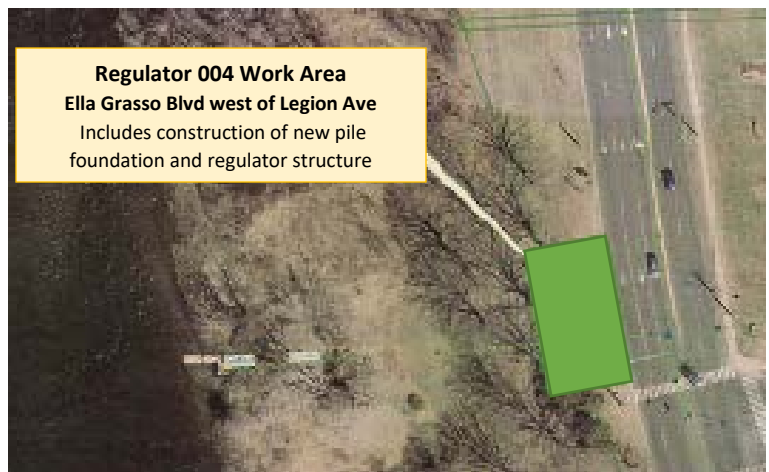 Regulator 004 Work Area
Ella Grasso Blvd west of Legion Ave
Includes construction of new pile
foundation and regulator structure